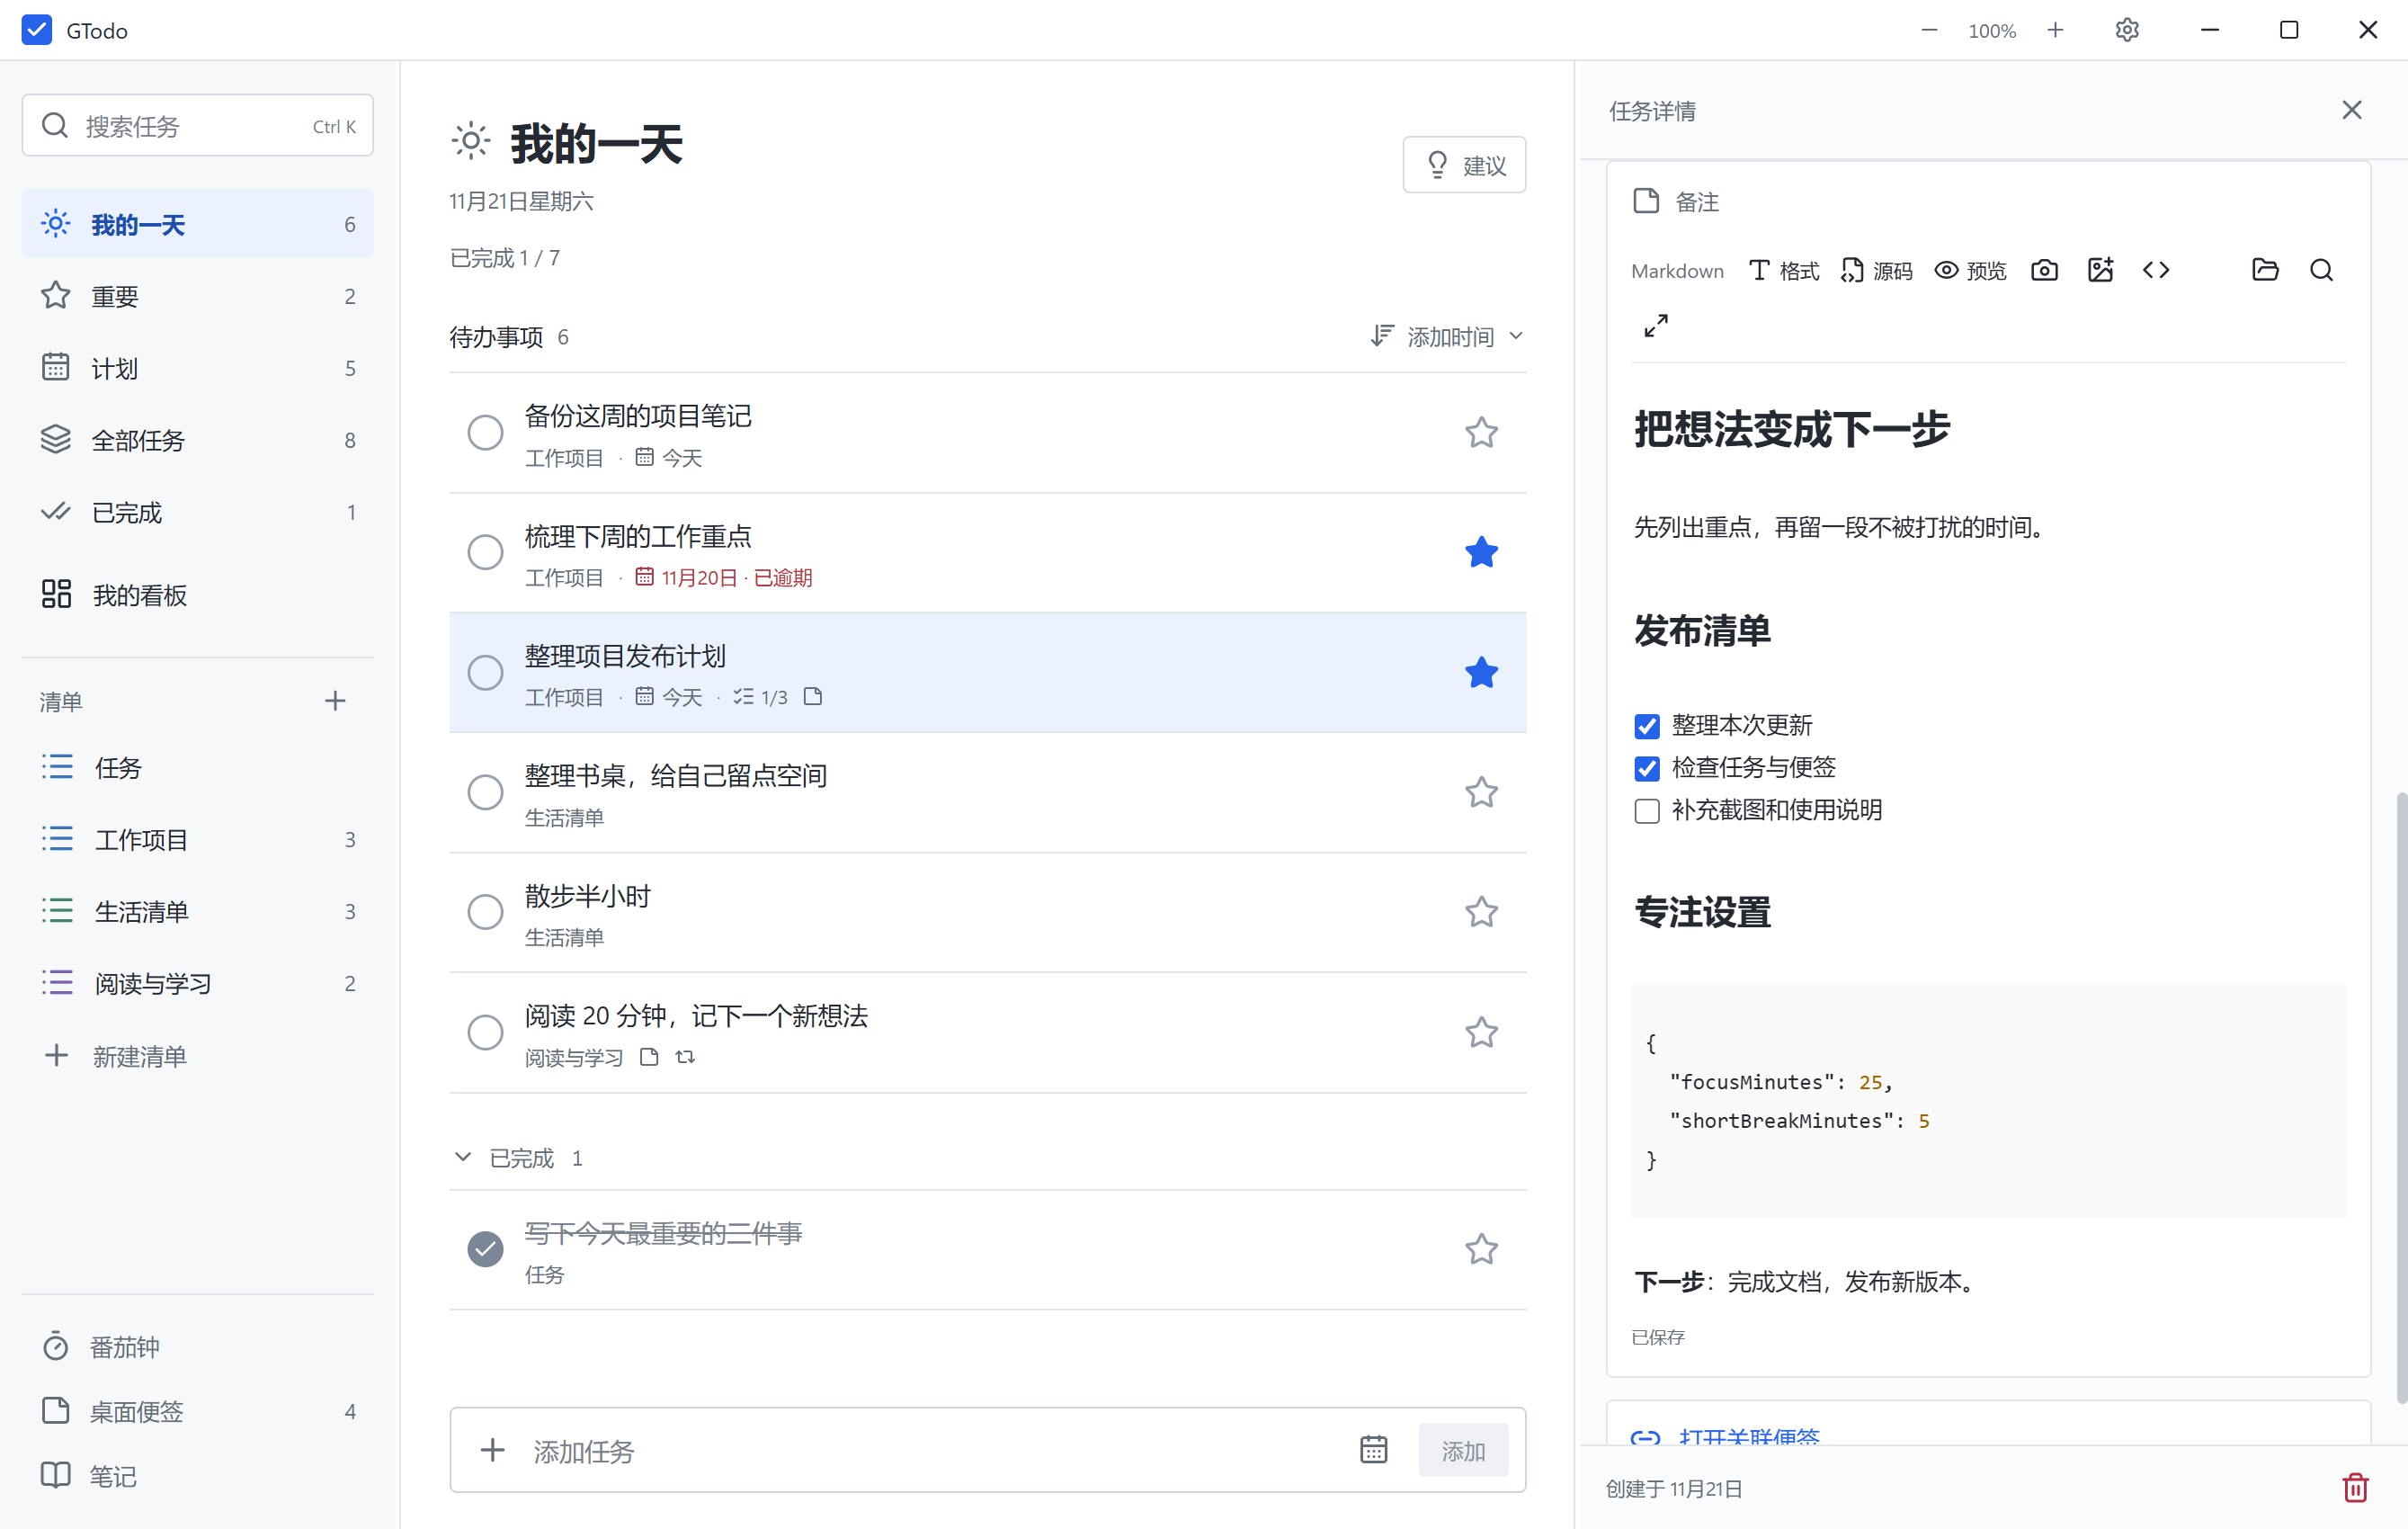 GTodo
100%
搜索任务 Ctrl K
我的一天 6
重要 2
计划 5
全部任务 8
已完成 1
我的看板
清单
任务
工作项目 3
生活清单 3
阅读与学习 2
新建清单
番茄钟
桌面便签 4
笔记
我的一天
11月21日星期六
已完成 1 / 7
建议
待办事项 6
添加时间
备份这周的项目笔记
工作项目 · 今天
梳理下周的工作重点
工作项目 · 11月20日 · 已逾期
整理项目发布计划
工作项目 · 今天 · 1/3
整理书桌，给自己留点空间
生活清单
散步半小时
生活清单
阅读 20 分钟，记下一个新想法
阅读与学习
已完成 1
写下今天最重要的三件事
任务
添加任务
添加
任务详情
备注
Markdown 格式 源码 预览
把想法变成下一步
先列出重点，再留一段不被打扰的时间。
发布清单
整理本次更新
检查任务与便签
补充截图和使用说明
专注设置
{
"focusMinutes": 25,
"shortBreakMinutes": 5
}
下一步：完成文档，发布新版本。
已保存
打开关联便签
创建于 11月21日